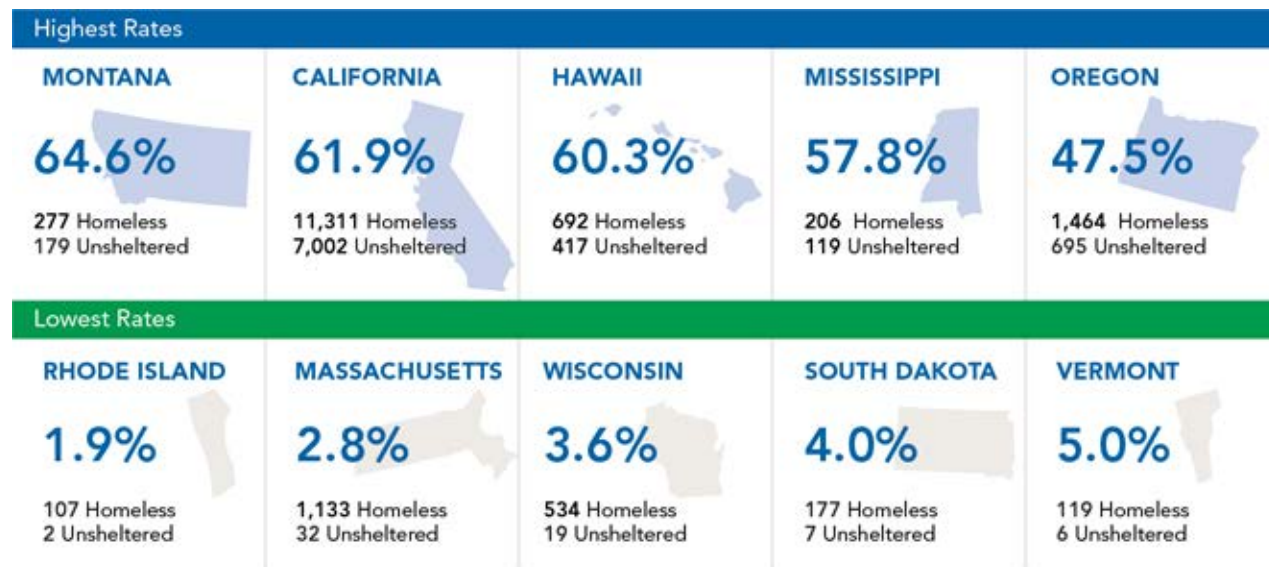 Highest Rates
MONTANA
64.6%
277 Homeless
179 Unsheltered
CALIFORNIA
61.9%
11,311 Homeless
7,002 Unsheltered
HAWAII
60.3%
692 Homeless
417 Unsheltered
MISSISSIPPI
57.8%
206 Homeless
119 Unsheltered
OREGON
47.5%
1,464 Homeless
695 Unsheltered
Lowest Rates
RHODE ISLAND
1.9%
107 Homeless
2 Unsheltered
MASSACHUSETTS
2.8%
1,133 Homeless
32 Unsheltered
WISCONSIN
3.6%
534 Homeless
19 Unsheltered
SOUTH DAKOTA
4.0%
177 Homeless
7 Unsheltered
VERMONT
5.0%
119 Homeless
6 Unsheltered